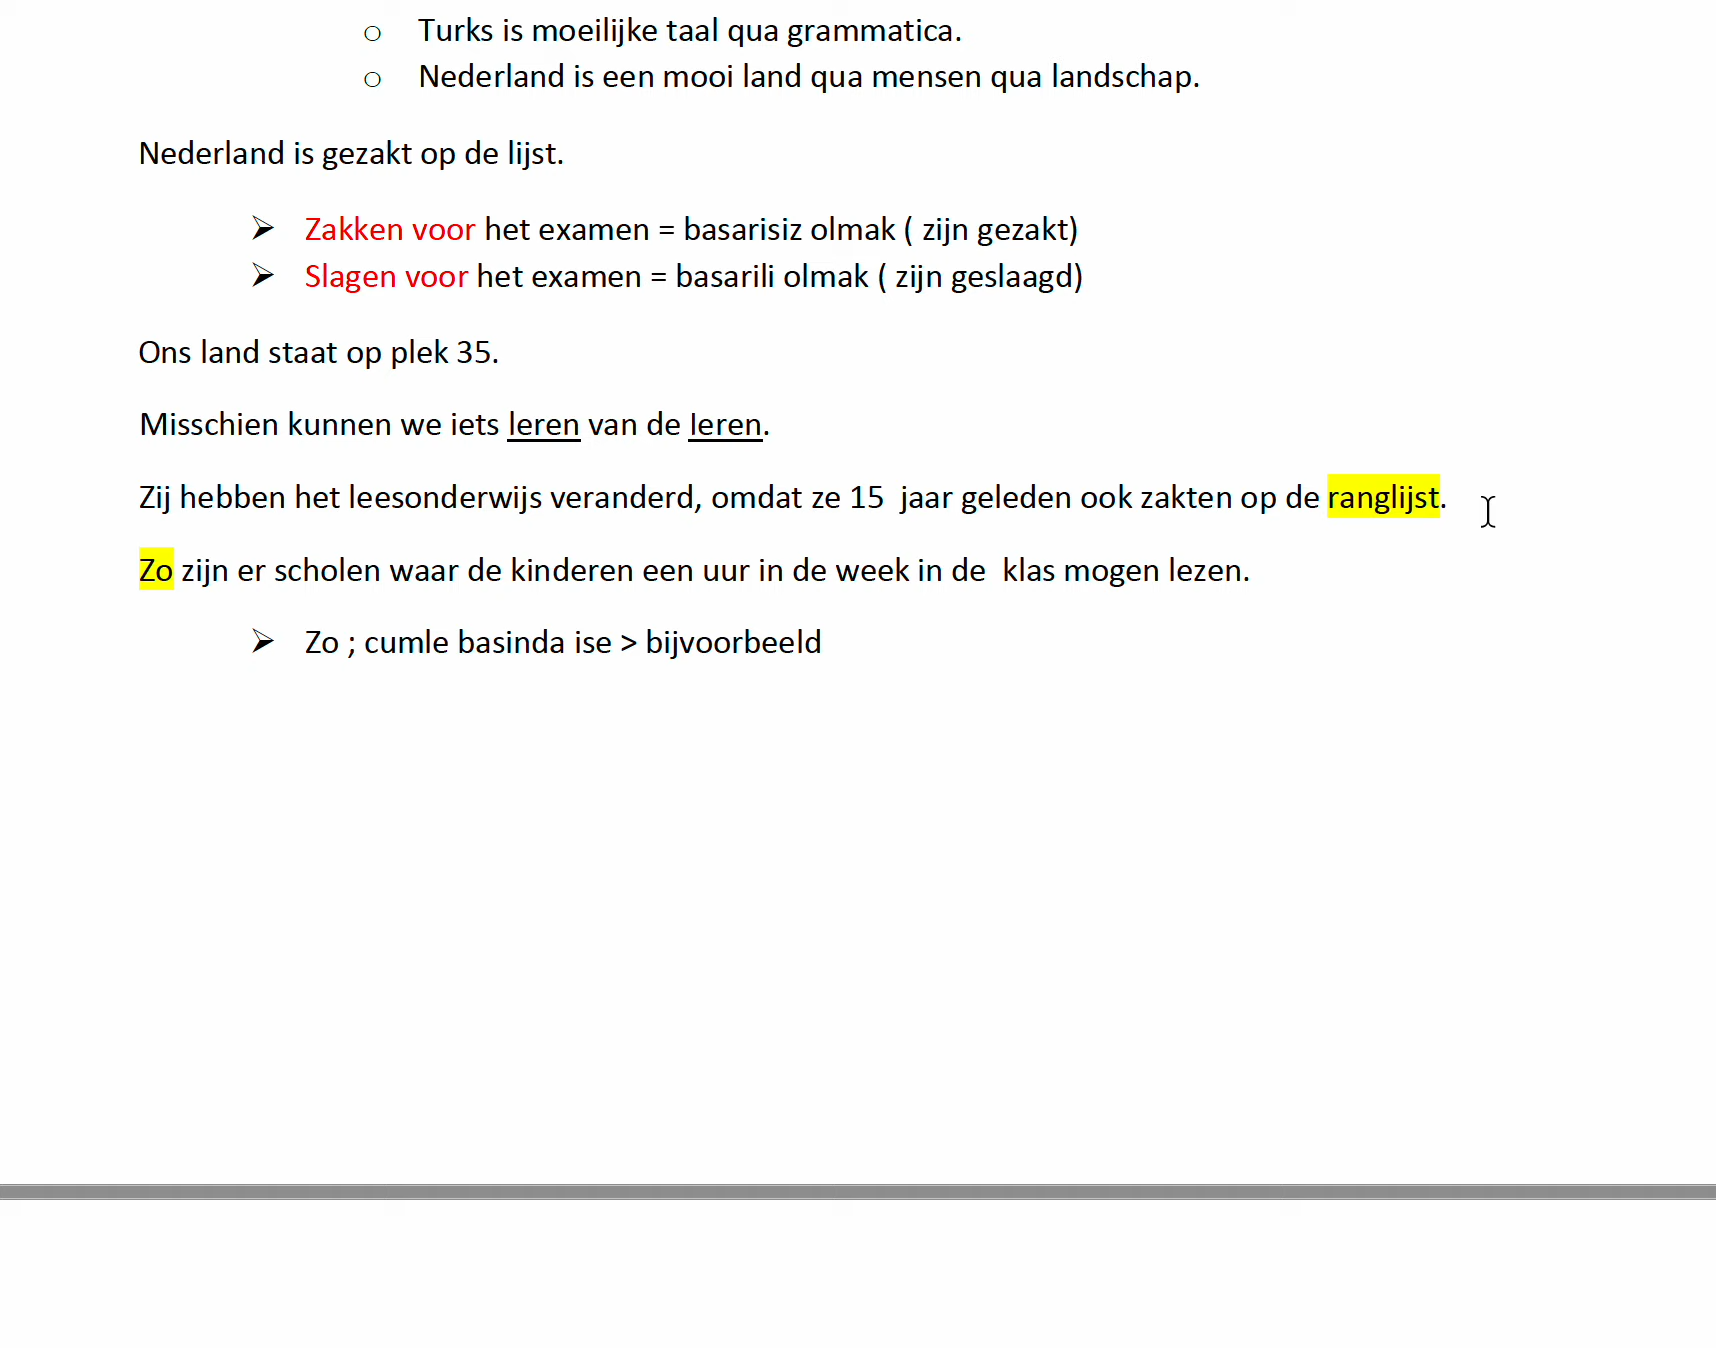 o Turks is moeilijke taal qua grammatica.
o Nederland is een mooi land qua mensen qua landschap.
Nederland is gezakt op de lijst.
➢ Zakken voor het examen = basarisiz olmak ( zijn gezakt)
➢ Slagen voor het examen = basarili olmak ( zijn geslaagd)
Ons land staat op plek 35.
Misschien kunnen we iets leren van de Ieren.
Zij hebben het leesonderwijs veranderd, omdat ze 15  jaar geleden ook zakten op de ranglijst.
Zo zijn er scholen waar de kinderen een uur in de week in de  klas mogen lezen.
➢ Zo ; cumle basinda ise > bijvoorbeeld